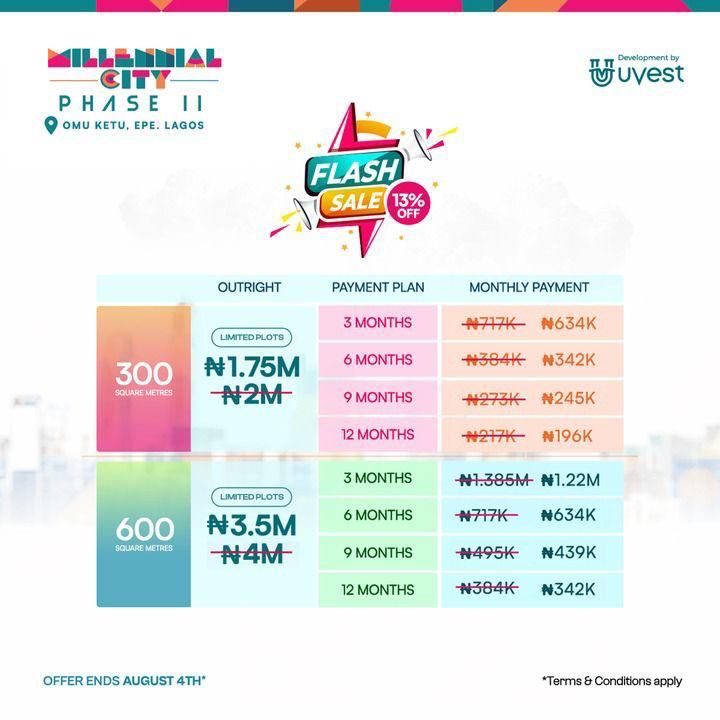 MILLENNIAL
CITY
PHASE II
OMU KETU, EPE. LAGOS
Development by
uvest
FLASH
SALE
13%
OFF
OUTRIGHT PAYMENT PLAN MONTHLY PAYMENT
300
SQUARE METRES
LIMITED PLOTS
₦1.75M
₦2M
3 MONTHS ₦717K ₦634K
6 MONTHS ₦384K ₦342K
9 MONTHS ₦273K ₦245K
12 MONTHS ₦217K ₦196K
600
SQUARE METRES
LIMITED PLOTS
₦3.5M
₦4M
3 MONTHS ₦1.385M ₦1.22M
6 MONTHS ₦717K ₦634K
9 MONTHS ₦495K ₦439K
12 MONTHS ₦384K ₦342K
OFFER ENDS AUGUST 4TH*
*Terms & Conditions apply